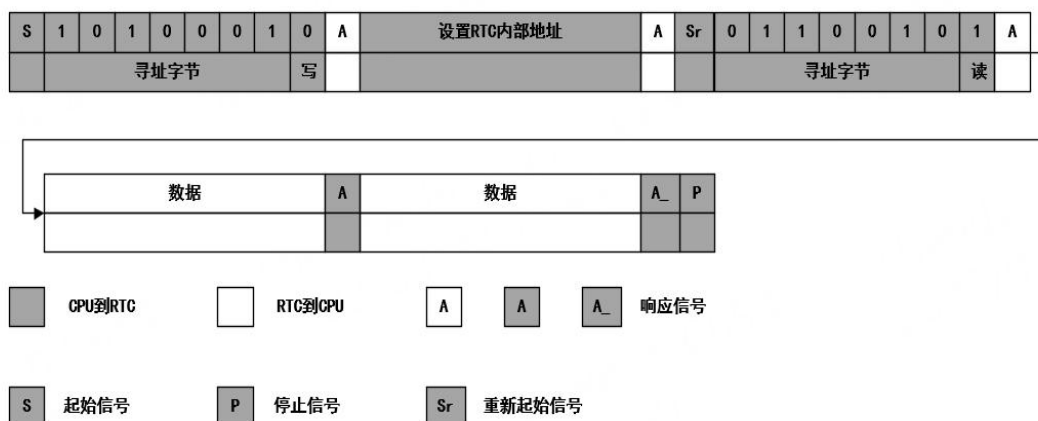 S 1 0 1 0 0 0 1 0 A 设置RTC内部地址 A Sr 0 1 1 0 0 1 0 1 A
寻址字节 写 寻址字节 读
数据 A 数据 A_ P
CPU到RTC RTC到CPU A A A_ 响应信号
S 起始信号 P 停止信号 Sr 重新起始信号